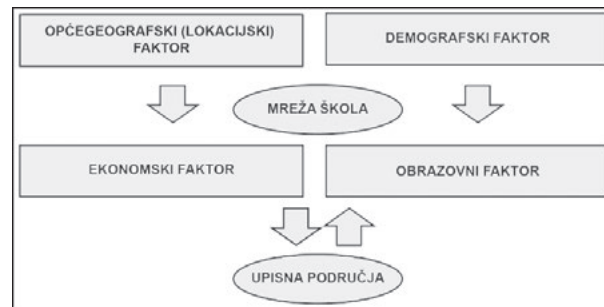 OPĆEGEOGRAFSKI (LOKACIJSKI)
FAKTOR
DEMOGRAFSKI FAKTOR
MREŽA ŠKOLA
EKONOMSKI FAKTOR
OBRAZOVNI FAKTOR
UPISNA PODRUČJA